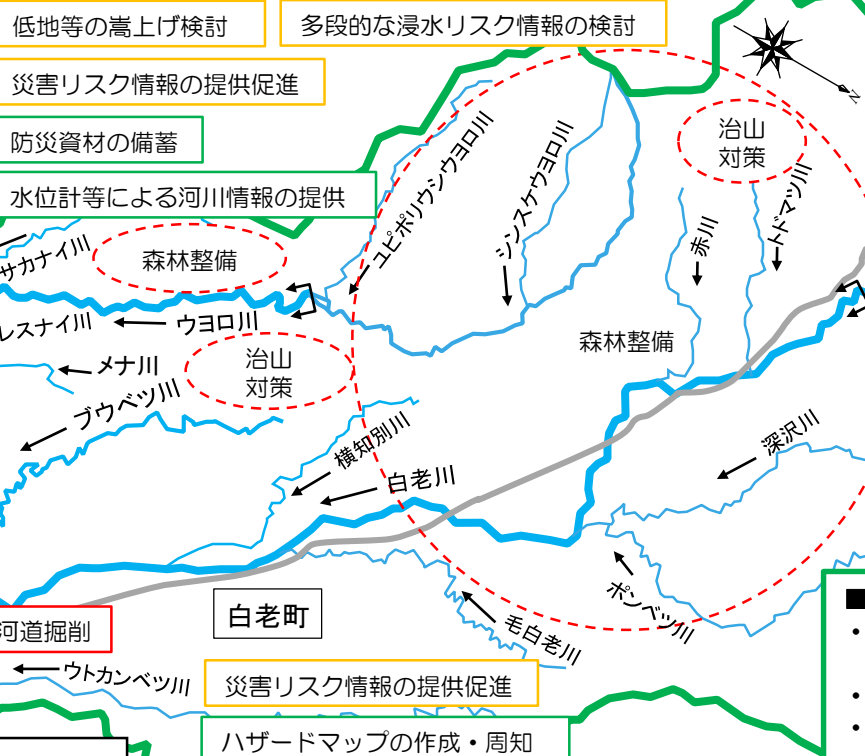 低地等の嵩上げ検討
多段的な浸水リスク情報の検討
災害リスク情報の提供促進
防災資材の備蓄
水位計等による河川情報の提供
治山
対策
N
ユピポリウシウヨロ川
シンスケウヨロ川
赤川
トドマツ川
サカナイ川
森林整備
レスナイ川
ウヨロ川
森林整備
メナ川
治山
対策
ブウベツ川
横知別川
白老川
深沢川
白老町
ポンベツ川
毛白老川
河道掘削
ウトカンベツ川
災害リスク情報の提供促進
ハザードマップの作成・周知
■
・
・
・